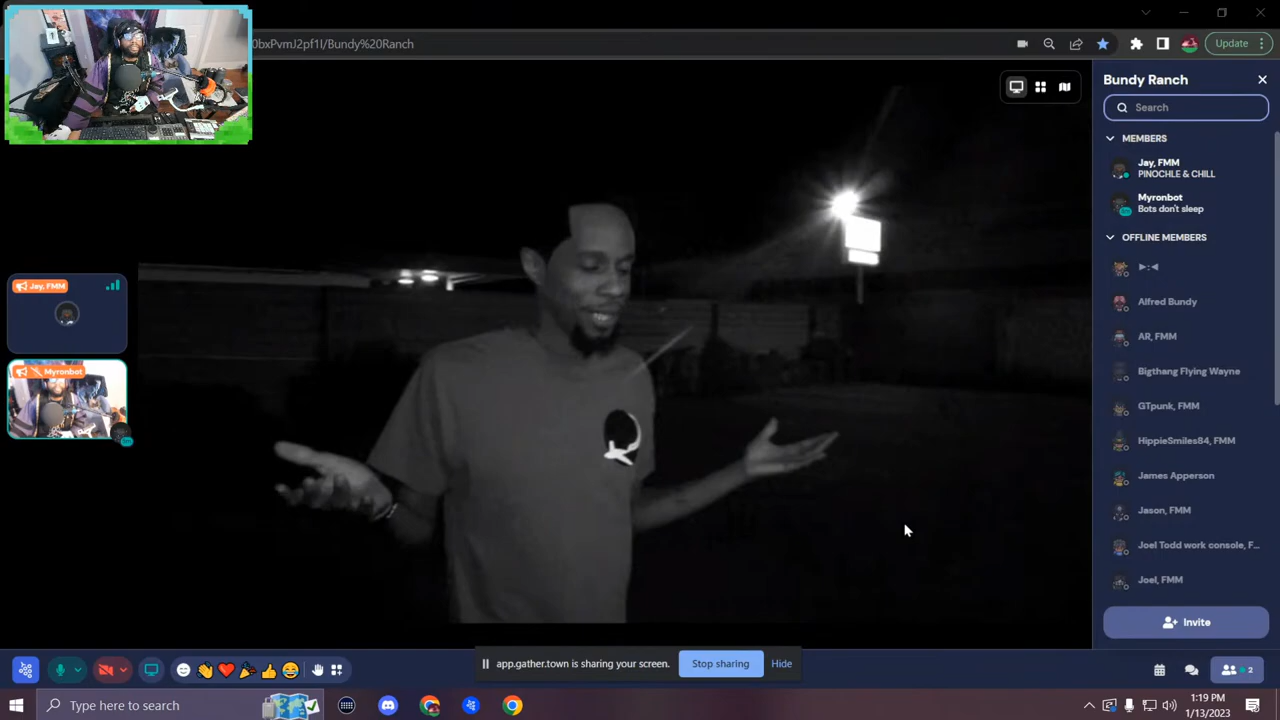 0bxPvmJ2pf1I/Bundy%20Ranch
Update
Bundy Ranch
Search
MEMBERS
Jay, FMM
PINOCHLE & CHILL
Myronbot
Bots don't sleep
OFFLINE MEMBERS
Alfred Bundy
AR, FMM
Bigthang Flying Wayne
GTpunk, FMM
HippieSmiles84, FMM
James Apperson
Jason, FMM
Joel Todd work console, F...
Joel, FMM
Invite
Jay, FMM
Myronbot
app.gather.town is sharing your screen.
Stop sharing
Hide
2
Type here to search
1:19 PM
1/13/2023